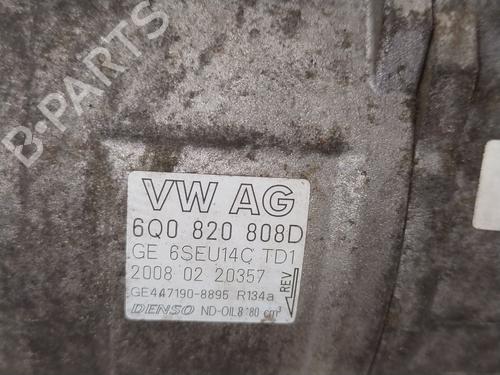 B-PARTS
VW AG
6Q0 820 808D
GE 6SEU14C TD1
2008 02 20357
REV
GE447190-8895 R134a
DENSO ND-OIL8:80 cm³